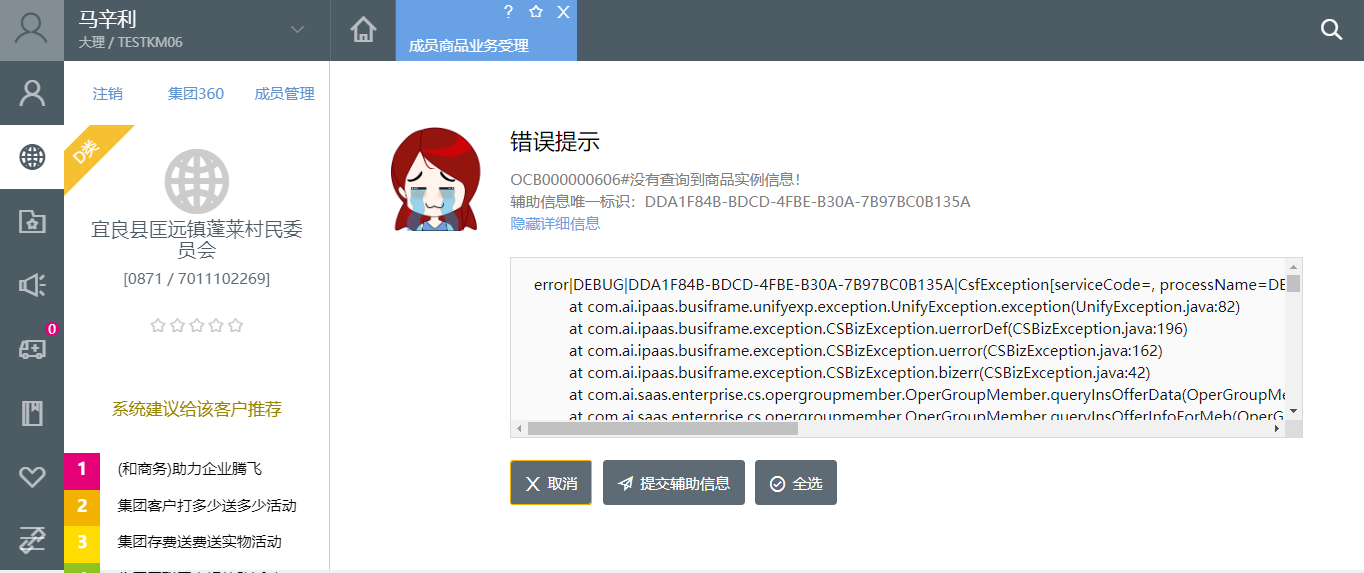 马辛利
大理 / TESTKM06
? X
成员商品业务受理
注销 集团360 成员管理
D类
宜良县匡远镇蓬莱村民委
员会
[0871 / 7011102269]
0
系统建议给该客户推荐
1 (和商务)助力企业腾飞
2 集团客户打多少送多少活动
3 集团存费送费送实物活动
错误提示
OCB000000606#没有查询到商品实例信息！
辅助信息唯一标识：DDA1F84B-BDCD-4FBE-B30A-7B97BC0B135A
隐藏详细信息
error|DEBUG|DDA1F84B-BDCD-4FBE-B30A-7B97BC0B135A|CsfException[serviceCode=, processName=DE
at com.ai.ipaas.busiframe.unifyexp.exception.UnifyException.exception(UnifyException.java:82)
at com.ai.ipaas.busiframe.exception.CSBizException.uerrorDef(CSBizException.java:196)
at com.ai.ipaas.busiframe.exception.CSBizException.uerror(CSBizException.java:162)
at com.ai.ipaas.busiframe.exception.CSBizException.bizerr(CSBizException.java:42)
at com.ai.saas.enterprise.cs.opergroupmember.OperGroupMember.queryInsOfferData(OperGroupMe
at com.ai.saas.enterprise.cs.opergroupmember.OperGroupMember.queryInsOfferInfoForMeb(OperG
X 取消 提交辅助信息 全选